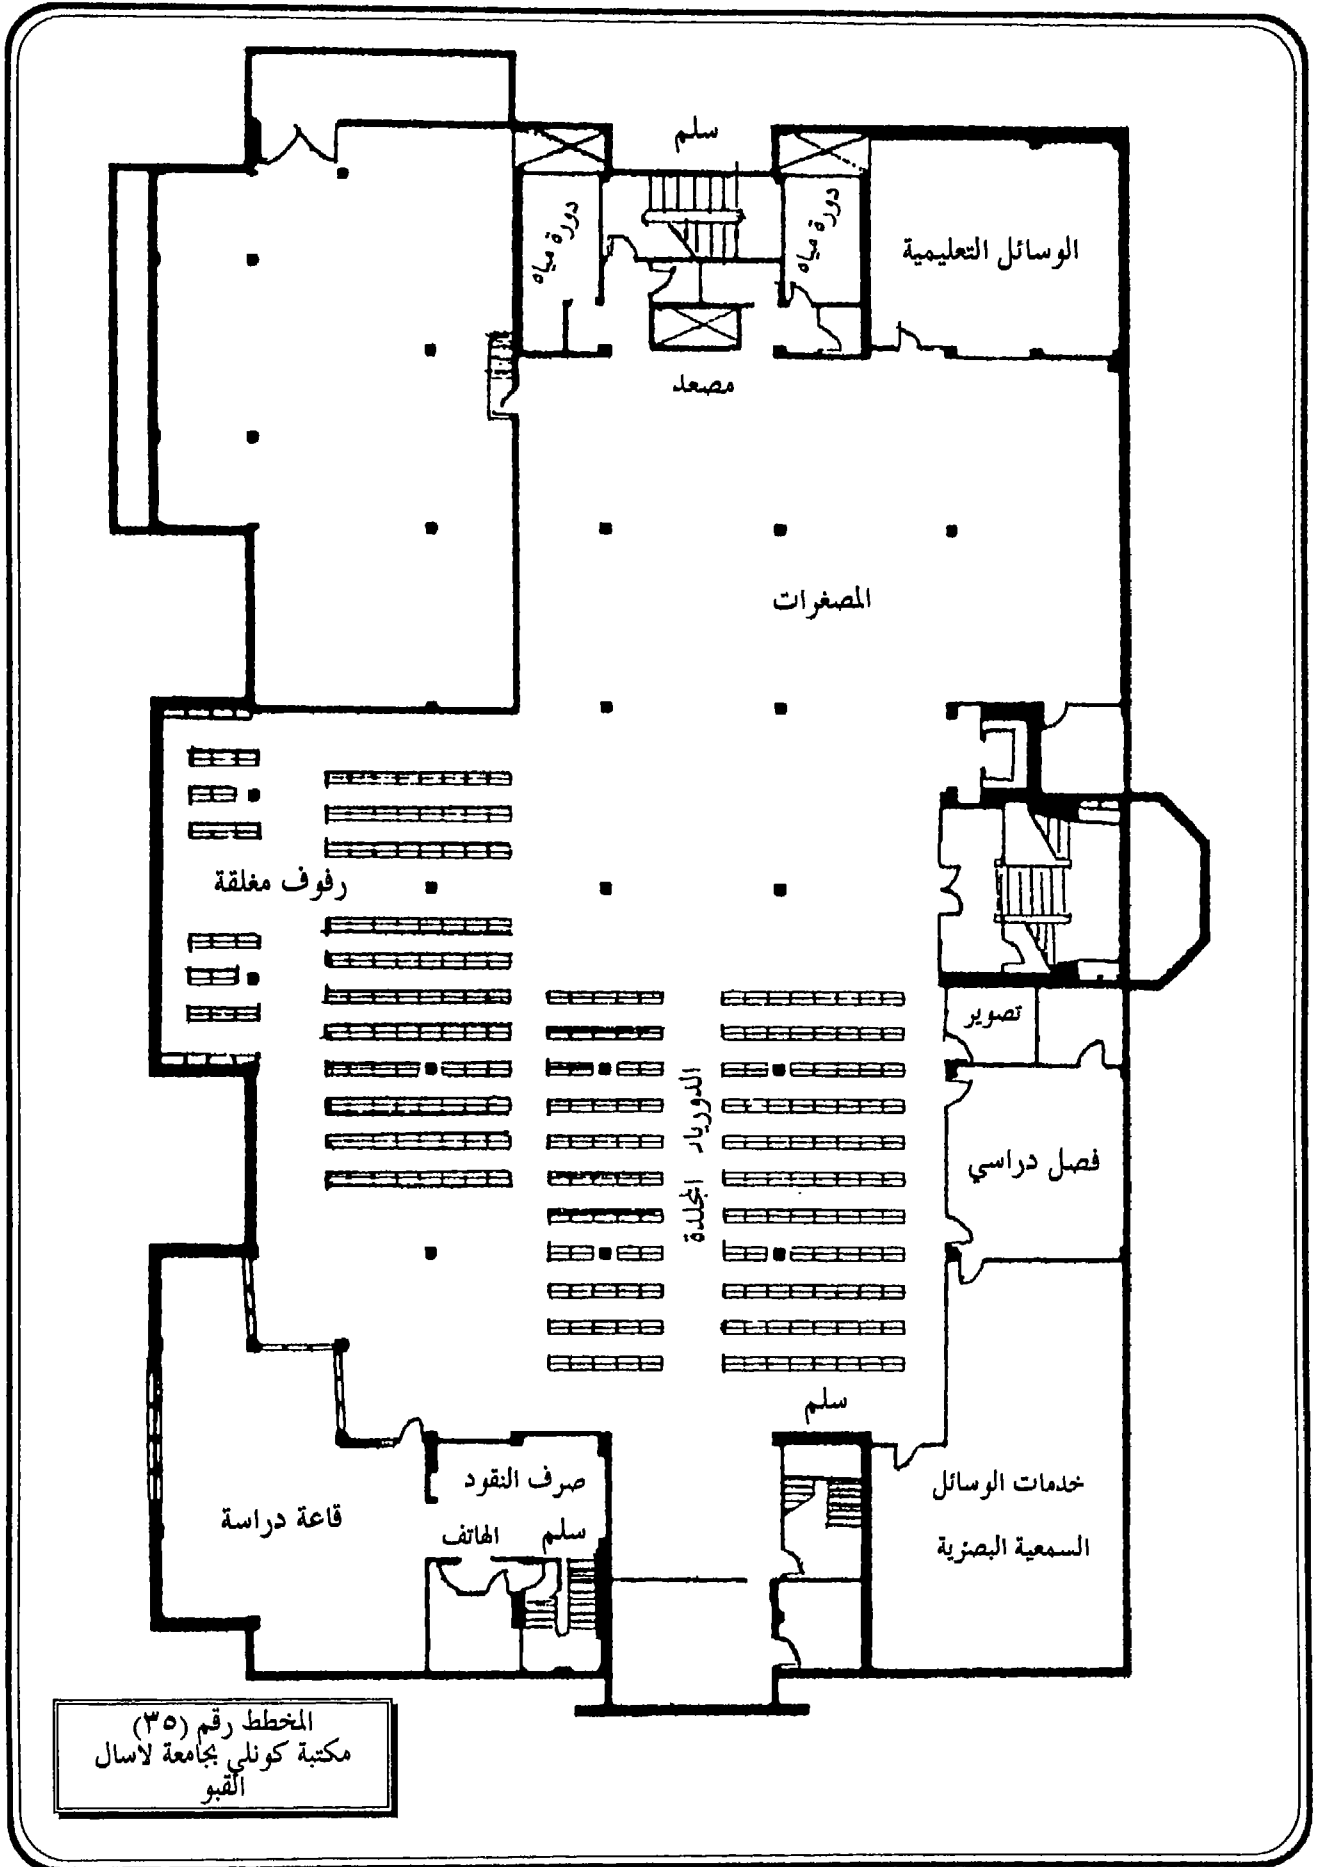 سلم
دورة مياه
دورة مياه
الوسائل التعليمية
مصعد
المصغرات
رفوف مغلقة
تصوير
الدوريار المجلدة
فصل دراسي
سلم
صرف النقود
خدمات الوسائل
السمعية البصرية
قاعة دراسة
الهاتف
سلم
المخطط رقم (٣٥)
مكتبة كونلي بجامعة لاسال
القبو